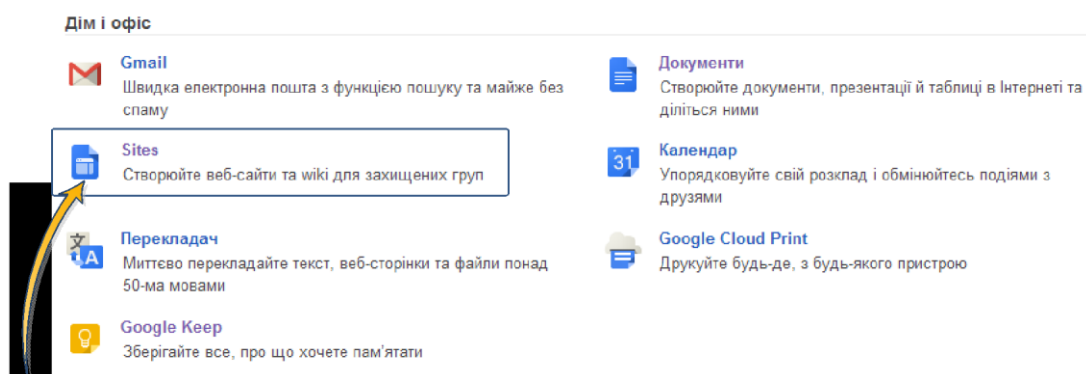 Дім і офіс
Gmail
Швидка електронна пошта з функцією пошуку та майже без
спаму
Документи
Створюйте документи, презентації й таблиці в Інтернеті та
діліться ними
Sites
Створюйте веб-сайти та wiki для захищених груп
31
Календар
Упорядковуйте свій розклад і обмінюйтесь подіями з
друзями
文
A
Перекладач
Миттєво перекладайте текст, веб-сторінки та файли понад
50-ма мовами
Google Cloud Print
Друкуйте будь-де, з будь-якого пристрою
Google Keep
Зберігайте все, про що хочете пам'ятати